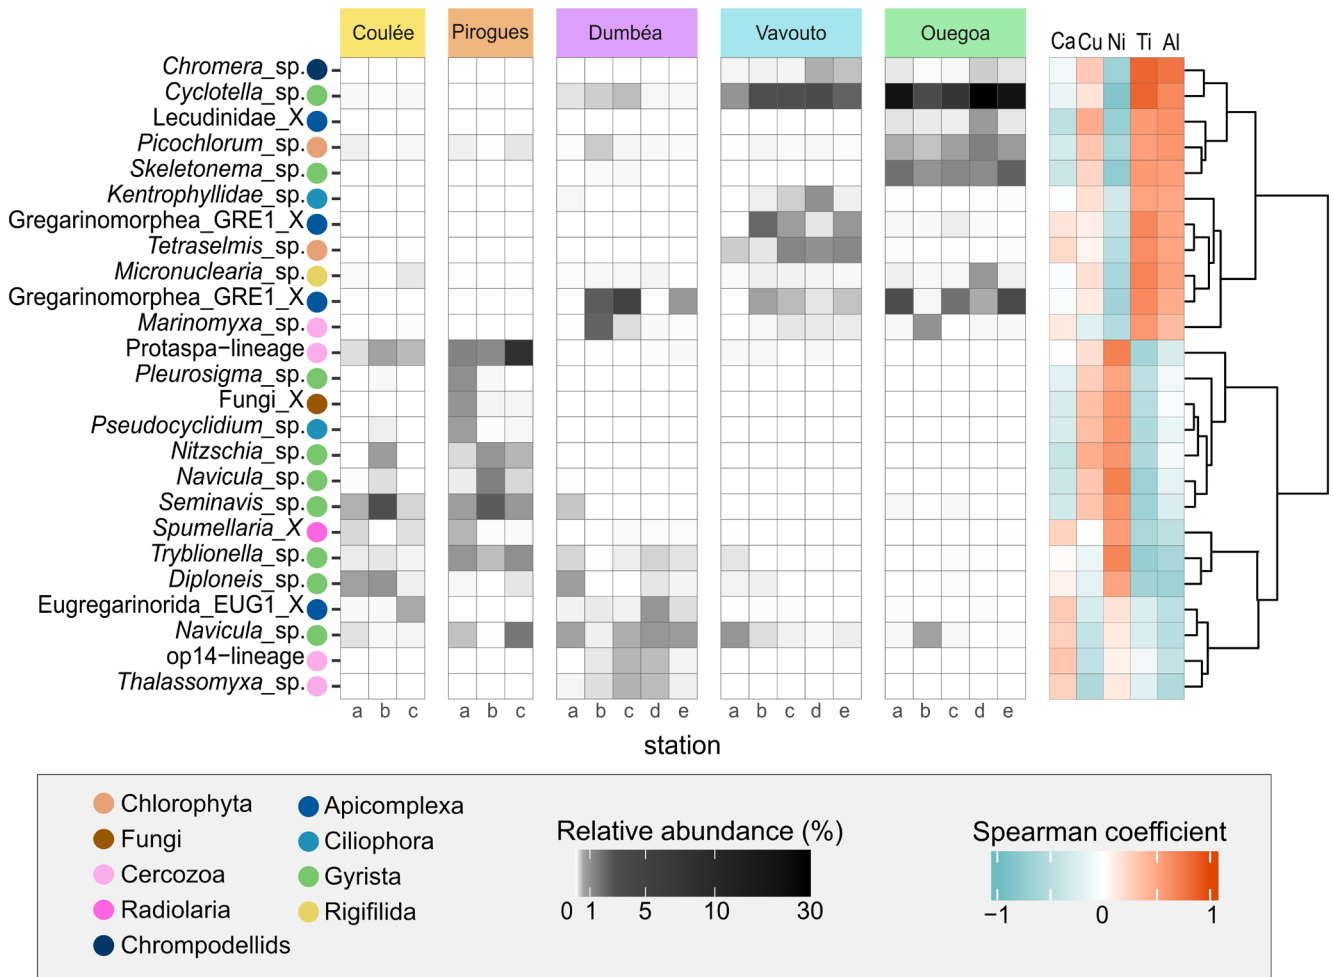 Coulée Pirogues Dumbéa Vavouto Ouegoa
Ca Cu Ni Ti Al
Chromera_sp.
Cyclotella_sp.
Lecudinidae_X
Picochlorum_sp.
Skeletonema_sp.
Kentrophyllidae_sp.
Gregarinomorphea_GRE1_X
Tetraselmis_sp.
Micronuclearia_sp.
Gregarinomorphea_GRE1_X
Marinomyxa_sp.
Protaspa−lineage
Pleurosigma_sp.
Fungi_X
Pseudocyclidium_sp.
Nitzschia_sp.
Navicula_sp.
Seminavis_sp.
Spumellaria_X
Tryblionella_sp.
Diploneis_sp.
Eugregarinorida_EUG1_X
Navicula_sp.
op14−lineage
Thalassomyxa_sp.
a b c a b c a b c d e a b c d e a b c d e
station
Chlorophyta
Fungi
Cercozoa
Radiolaria
Chrompodellids
Apicomplexa
Ciliophora
Gyrista
Rigifilida
Relative abundance (%)
0 1 5 10 30
Spearman coefficient
−1 0 1